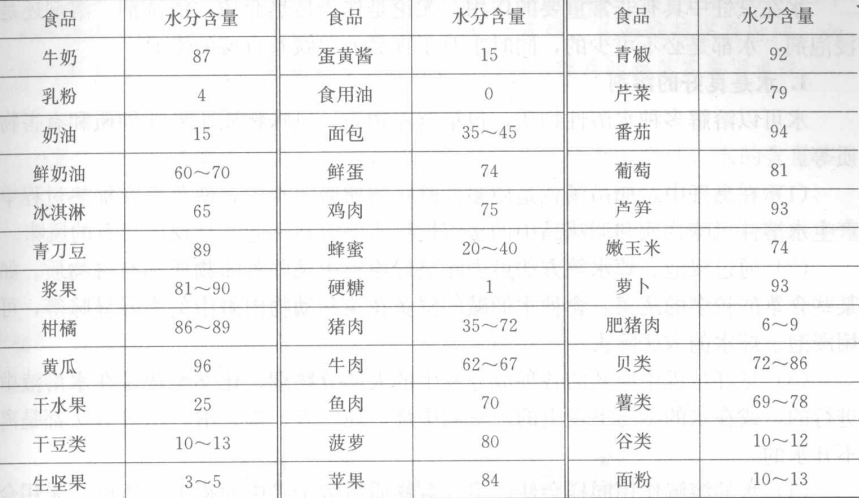 食品 水分含量 食品 水分含量 食品 水分含量
牛奶 87 蛋黄酱 15 青椒 92
乳粉 4 食用油 0 芹菜 79
奶油 15 面包 35～45 番茄 94
鲜奶油 60～70 鲜蛋 74 葡萄 81
冰淇淋 65 鸡肉 75 芦笋 93
青刀豆 89 蜂蜜 20～40 嫩玉米 74
浆果 81～90 硬糖 1 萝卜 93
柑橘 86～89 猪肉 35～72 肥猪肉 6～9
黄瓜 96 牛肉 62～67 贝类 72～86
干水果 25 鱼肉 70 薯类 69～78
干豆类 10～13 菠萝 80 谷类 10～12
生坚果 3～5 苹果 84 面粉 10～13